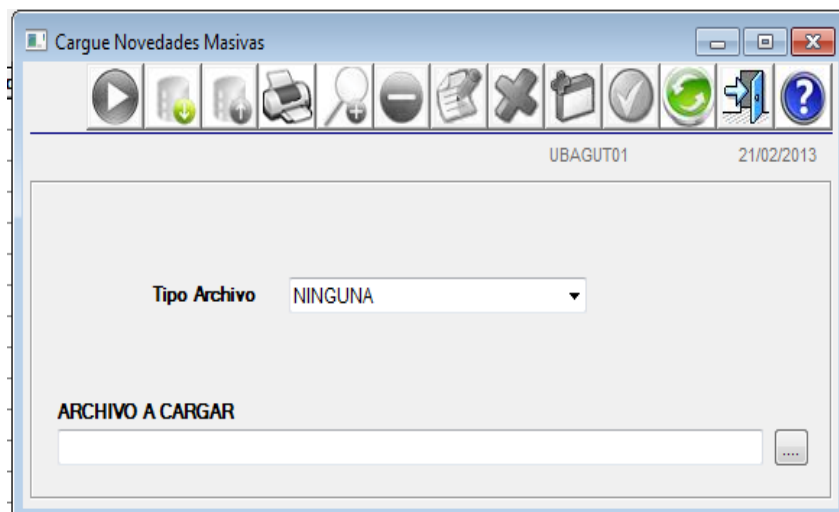 Cargue Novedades Masivas
UBAGUT01 21/02/2013
Tipo Archivo NINGUNA
ARCHIVO A CARGAR
....